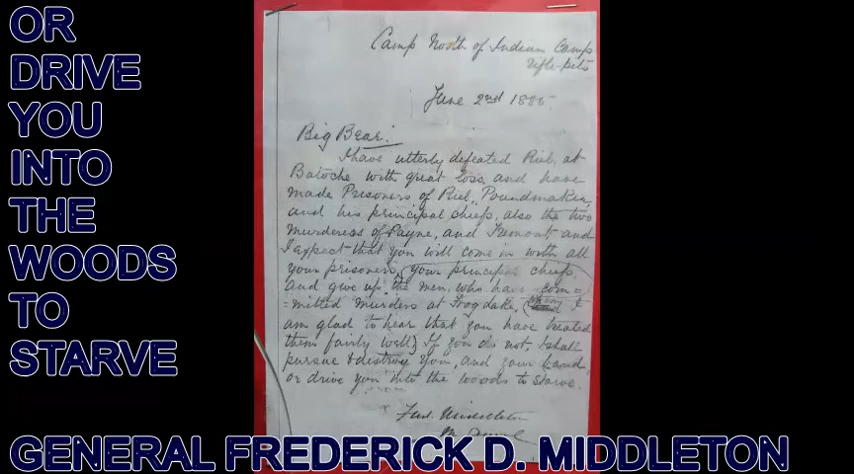 OR
DRIVE
YOU
INTO
THE
WOODS
TO
STARVE
Camp North of Indian Camp
Rifle-pits
June 2nd 1885.
Big Bear:
I have utterly defeated Riel, at
Batoche with great loss, and have
made Prisoners of Riel, Poundmaker,
and his principal chiefs, also the two
murderers of Payne, and Fremont and
I expect that you will come in with all
your prisoners, your principal chiefs,
and give up the men, who have com=
=mitted murders at Frog Lake, (
am glad to hear that you have treated
them fairly well) If you do not, I shall
pursue & destroy you, and your band,
or drive you into the woods to starve.
Fred. Middleton
GENERAL FREDERICK D. MIDDLETON